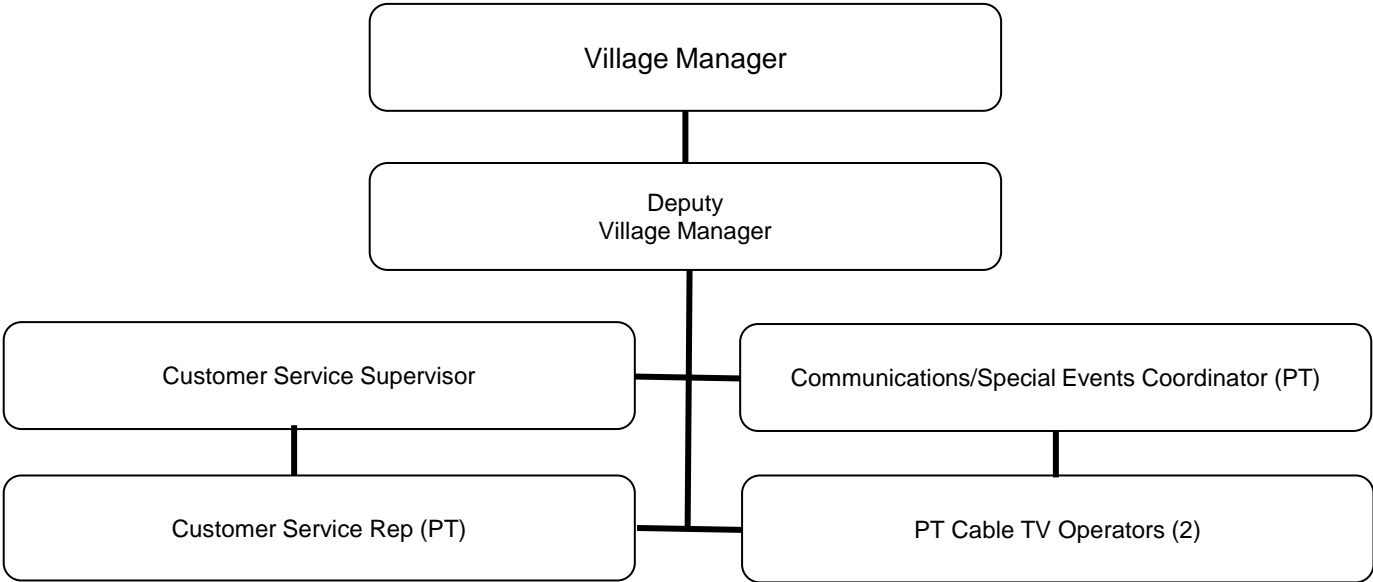 Village Manager
Deputy
Village Manager
Customer Service Supervisor
Communications/Special Events Coordinator (PT)
Customer Service Rep (PT)
PT Cable TV Operators (2)